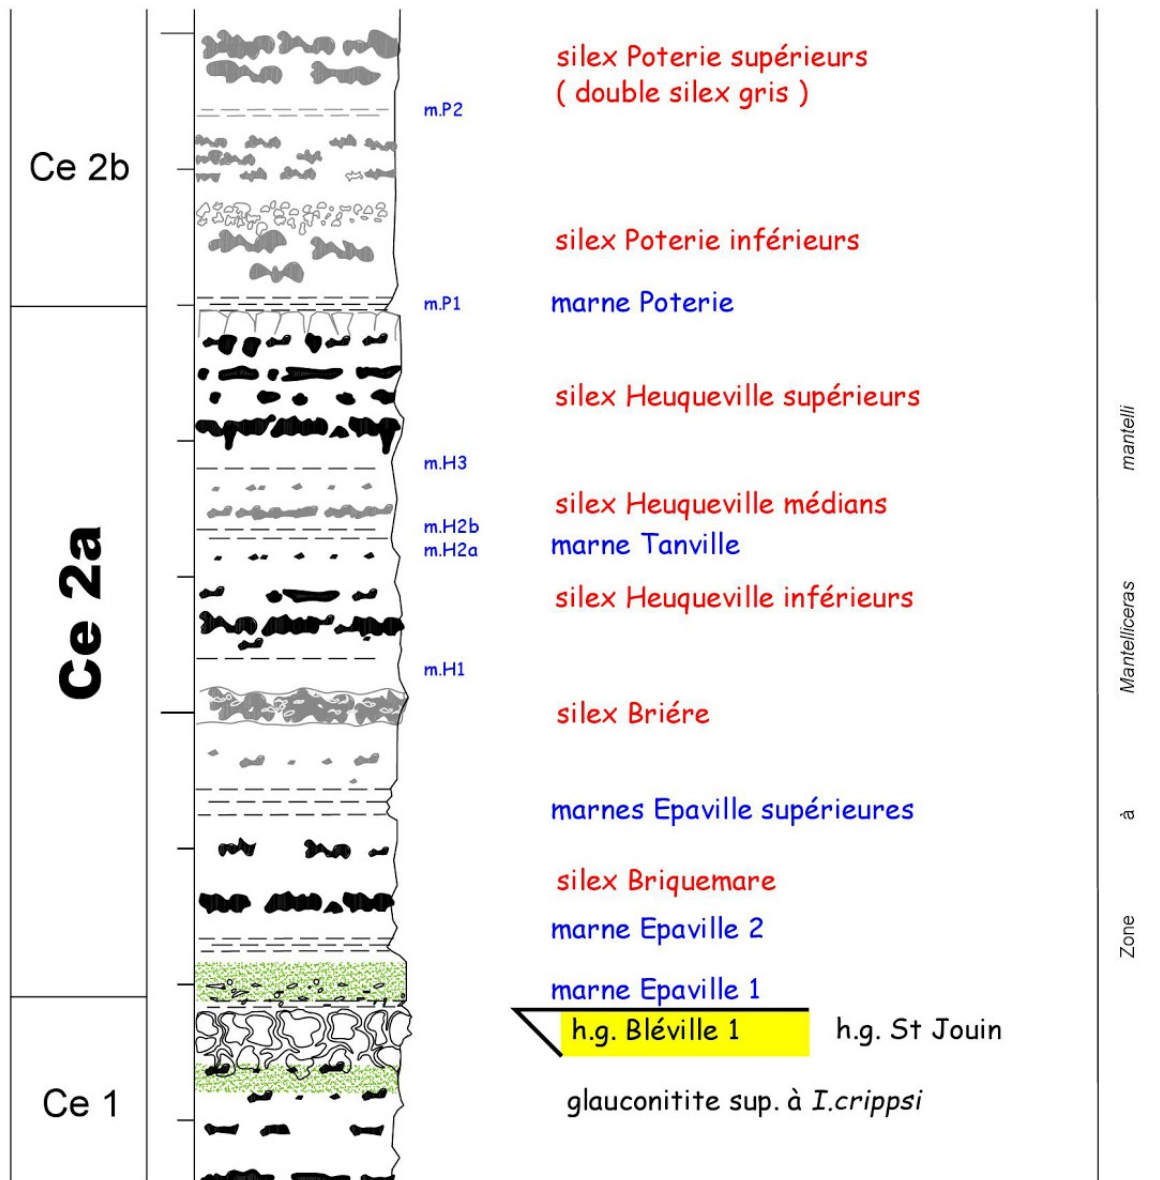 silex Poterie supérieurs
( double silex gris )
m.P2
Ce 2b
silex Poterie inférieurs
m.P1
marne Poterie
silex Heuqueville supérieurs
m.H3
silex Heuqueville médians
m.H2b
m.H2a
marne Tanville
Ce 2a
silex Heuqueville inférieurs
m.H1
silex Briére
marnes Epaville supérieures
silex Briquemare
marne Epaville 2
marne Epaville 1
h.g. Bléville 1
h.g. St Jouin
Ce 1
glauconitite sup. à I.crippsi
Zone à Mantelliceras mantelli